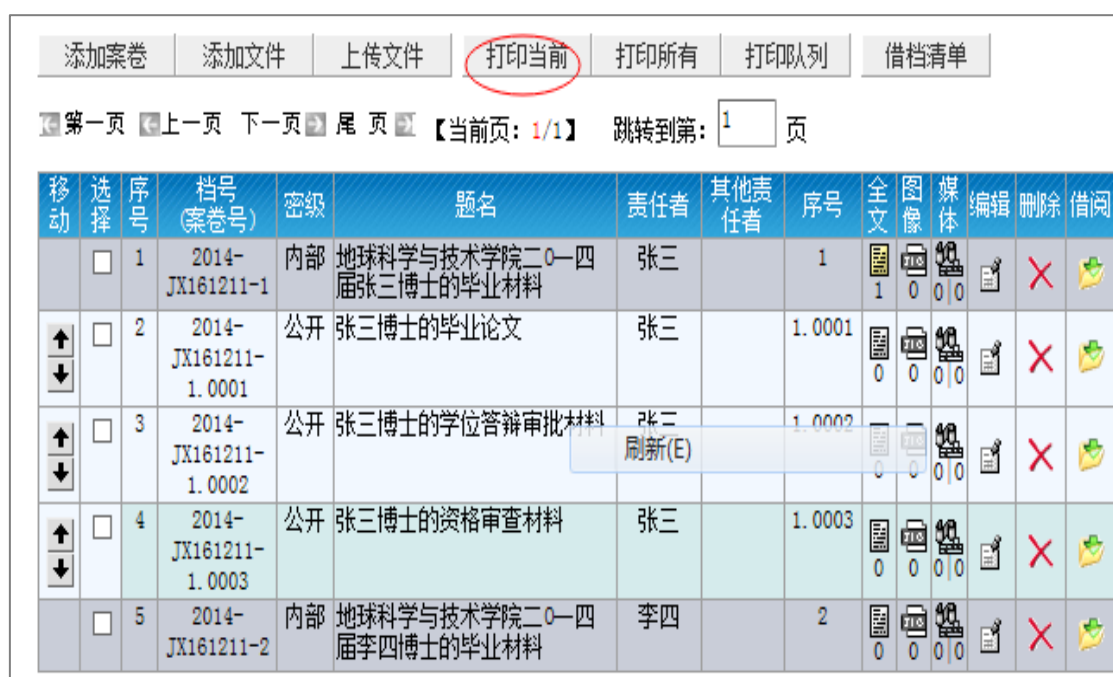 添加案卷 添加文件 上传文件 打印当前 打印所有 打印队列 借档清单
第一页 上一页 下一页 尾 页 【当前页: 1/1】 跳转到第: 1 页
移动 选择 序号 档号(案卷号) 密级 题名 责任者 其他责任者 序号 全文 图像 媒体 编辑 删除 借阅
1 2014- 内部 地球科学与技术学院二0一四 张三 1
JX161211-1 届张三博士的毕业材料 1 0 0|0
2 2014- 公开 张三博士的毕业论文 张三 1.0001
JX161211- 0 0 0|0
1.0001
3 2014- 公开 张三博士的学位答辩审批材料 张三 1.0002
JX161211- 刷新(E) 0 0 0|0
1.0002
4 2014- 公开 张三博士的资格审查材料 张三 1.0003
JX161211- 0 0 0|0
1.0003
5 2014- 内部 地球科学与技术学院二0一四 李四 2
JX161211-2 届李四博士的毕业材料 0 0 0|0